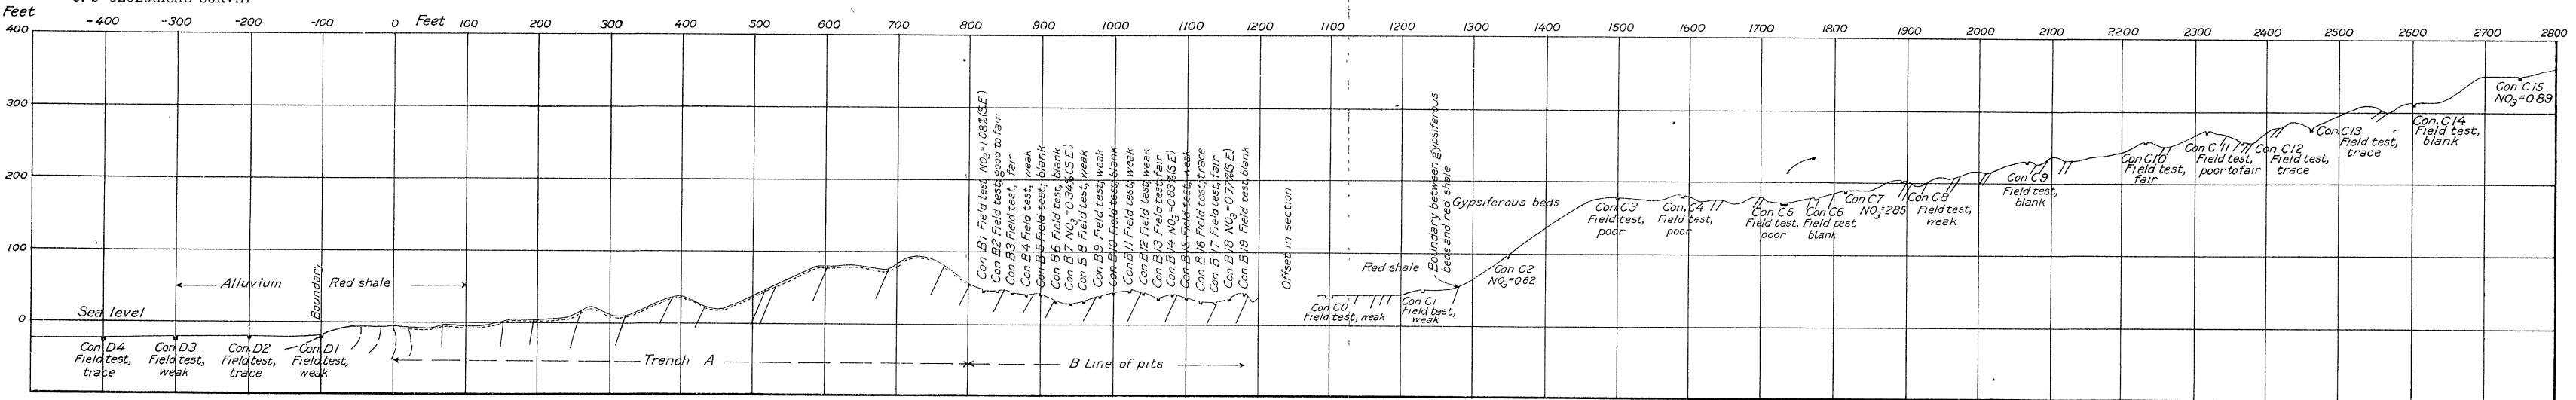 Feet
-400 -300 -200 -100 0 Feet 100 200 300 400 500 600 700 800 900 1000 1100 1200 1100 1200 1300 1400 1500 1600 1700 1800 1900 2000 2100 2200 2300 2400 2500 2600 2700 2800
400
300
200
100
0
Alluvium
Boundary
Red shale
Sea level
Con D4
Field test,
trace
Con D3
Field test,
weak
Con D2
Field test,
trace
Con D1
Field test,
weak
Trench A
B Line of pits
Con B1 Field test, NO3=1.08%(S.E)
Con B2 Field test, good to fair
Con B3 Field test, fair
Con B4 Field test, weak
Con B5 Field test, blank
Con B6 Field test, blank
Con B7 NO3=0.34%(S.E)
Con B8 Field test, weak
Con B9 Field test, weak
Con B10 Field test, blank
Con B11 Field test, weak
Con B12 Field test, weak
Con B13 Field test, fair
Con B14 NO3=0.83%(S.E)
Con B15 Field test, weak
Con B16 Field test, trace
Con B17 Field test, fair
Con B18 NO3=0.77%(S.E)
Con B19 Field test, blank
Offset in section
Red shale
Boundary between gypsiferous
beds and red shale
Gypsiferous beds
Con C0
Field test, weak
Con C1
Field test,
weak
Con C2
NO3=0.62
Con C3
Field test,
poor
Con. C4
Field test,
poor
Con C5
Field test,
poor
Con C6
Field test
blank
Con C7
NO3=2.85
Con C8
Field test,
weak
Con C9
Field test,
blank
Con C10
Field test,
fair
Con C11
Field test,
poor to fair
Con C12
Field test,
trace
Con C13
Field test,
trace
Con. C14
Field test,
blank
Con C15
NO3=0.89